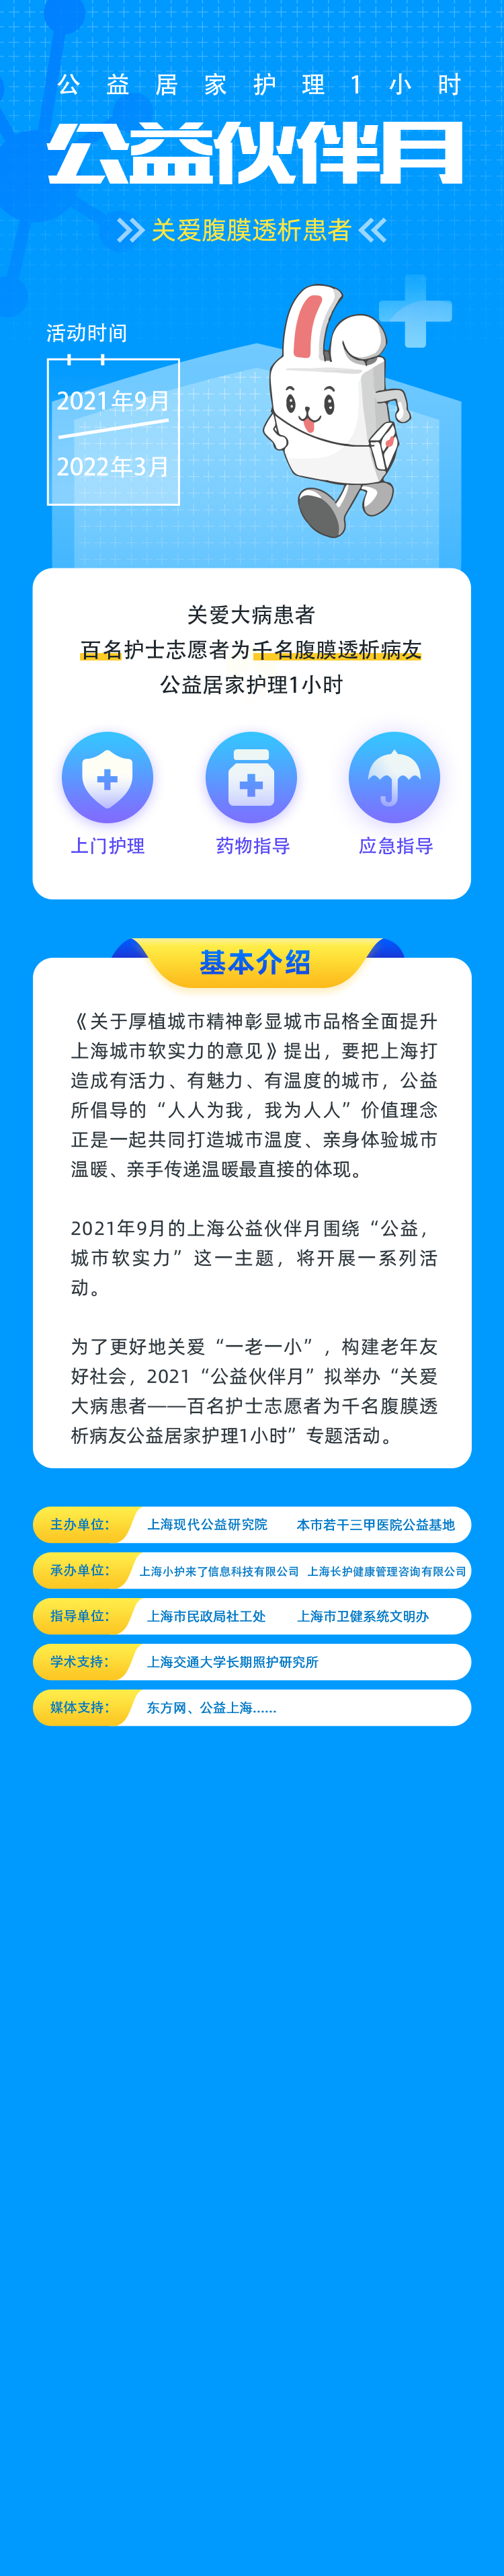 公益居家护理1小时
公益伙伴月
关爱腹膜透析患者
活动时间
2021年9月
2022年3月
关爱大病患者
百名护士志愿者为千名腹膜透析病友
公益居家护理1小时
上门护理 药物指导 应急指导
基本介绍
《关于厚植城市精神彰显城市品格全面提升
上海城市软实力的意见》提出，要把上海打
造成有活力、有魅力、有温度的城市，公益
所倡导的“人人为我，我为人人”价值理念
正是一起共同打造城市温度、亲身体验城市
温暖、亲手传递温暖最直接的体现。
2021年9月的上海公益伙伴月围绕“公益，
城市软实力”这一主题，将开展一系列活
动。
为了更好地关爱“一老一小”，构建老年友
好社会，2021“公益伙伴月”拟举办“关爱
大病患者——百名护士志愿者为千名腹膜透
析病友公益居家护理1小时”专题活动。
主办单位： 上海现代公益研究院 本市若干三甲医院公益基地
承办单位： 上海小护来了信息科技有限公司 上海长护健康管理咨询有限公司
指导单位： 上海市民政局社工处 上海市卫健系统文明办
学术支持： 上海交通大学长期照护研究所
媒体支持： 东方网、公益上海......